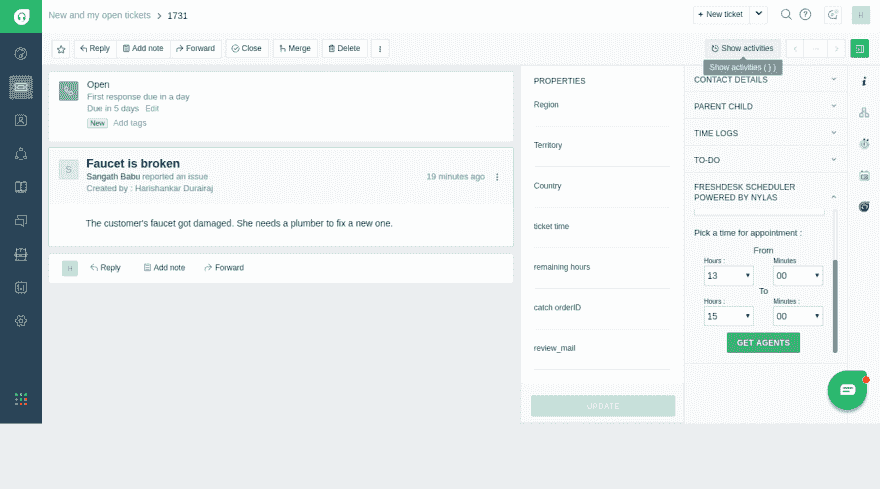 New and my open tickets > 1731
+ New ticket
H
Reply
Add note
Forward
Close
Merge
Delete
Show activities
Show activities ( } )
Open
First response due in a day
Due in 5 days Edit
New Add tags
S
Faucet is broken
Sangath Babu reported an issue
19 minutes ago
Created by : Harishankar Durairaj
The customer's faucet got damaged. She needs a plumber to fix a new one.
H
Reply
Add note
Forward
PROPERTIES
Region
Territory
Country
ticket time
remaining hours
catch orderID
review_mail
UPDATE
CONTACT DETAILS
PARENT CHILD
TIME LOGS
TO-DO
FRESHDESK SCHEDULER
POWERED BY NYLAS
Pick a time for appointment :
From
Hours : Minutes
13 00
To
Hours : Minutes :
15 00
GET AGENTS